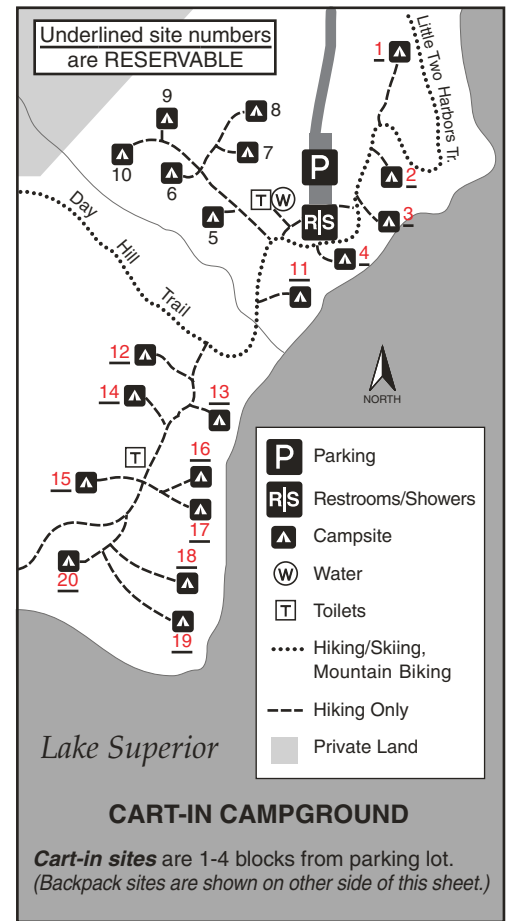 Underlined site numbers
are RESERVABLE
Little Two Harbors Tr.
1
9
8
10
7
6
2
P
T W
5
R|S
3
4
Day Hill Trail
11
12
13
14
NORTH
T
16
15
17
18
20
19
P Parking
R|S Restrooms/Showers
Campsite
W Water
T Toilets
Hiking/Skiing,
Mountain Biking
Hiking Only
Private Land
Lake Superior
CART-IN CAMPGROUND
Cart-in sites are 1-4 blocks from parking lot.
(Backpack sites are shown on other side of this sheet.)